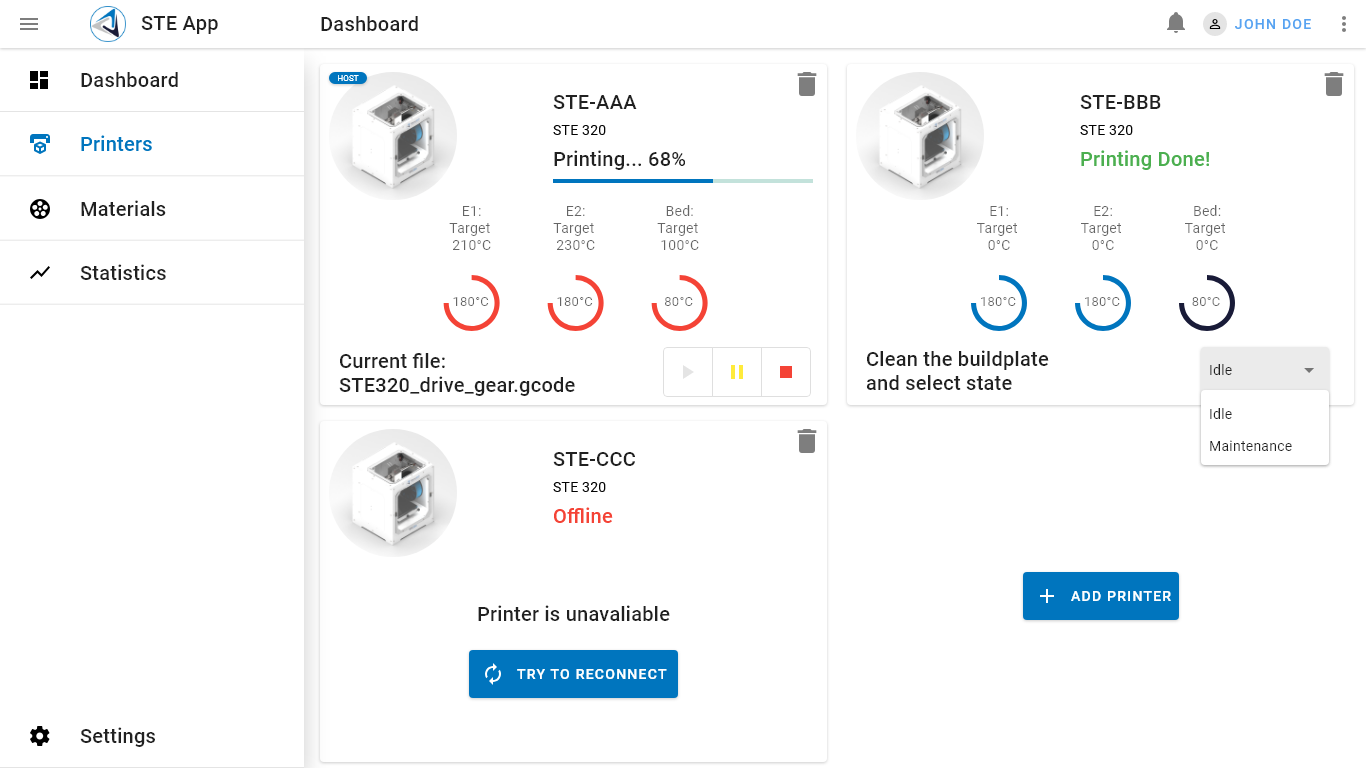 STE App
Dashboard
JOHN DOE
Dashboard
Printers
Materials
Statistics
Settings
HOST
STE-AAA
STE 320
Printing... 68%
E1:
Target
210°C
E2:
Target
230°C
Bed:
Target
100°C
180°C
180°C
80°C
Current file:
STE320_drive_gear.gcode
STE-BBB
STE 320
Printing Done!
E1:
Target
0°C
E2:
Target
0°C
Bed:
Target
0°C
180°C
180°C
80°C
Clean the buildplate
and select state
Idle
Idle
Maintenance
STE-CCC
STE 320
Offline
Printer is unavaliable
TRY TO RECONNECT
ADD PRINTER